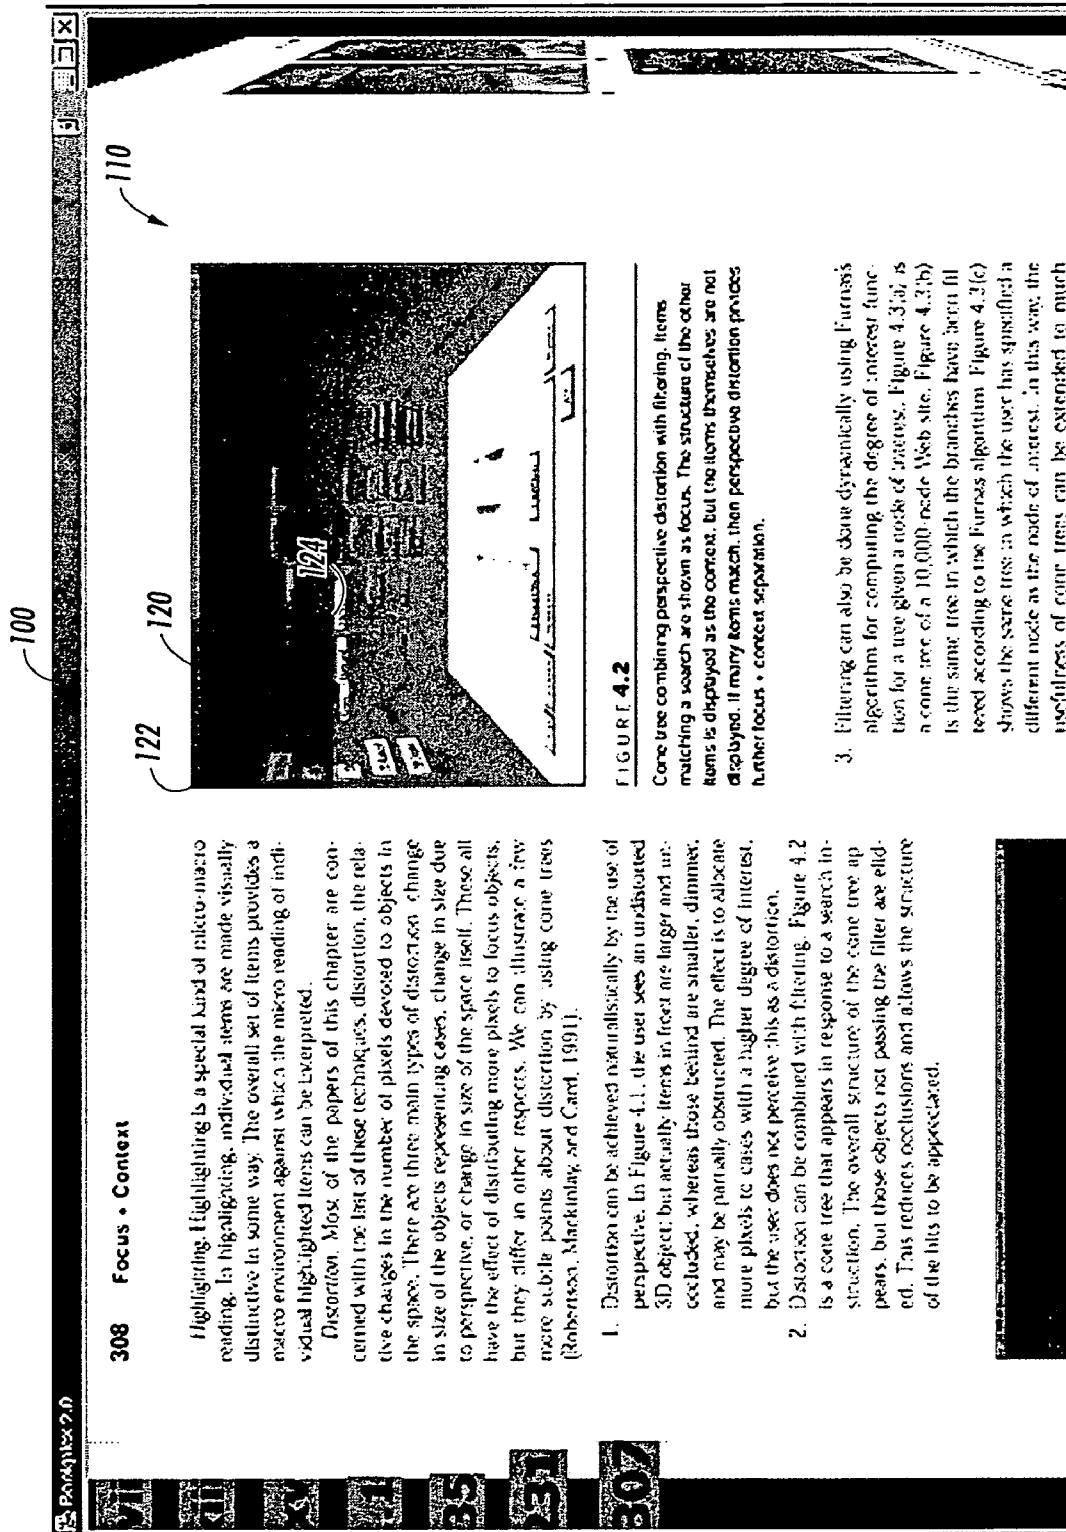 100
110
120
122
124
308 Focus + Context
Highlighting. Highlighting is a special kind of micro-macro
reading. In highlighting, individual items are made visually
distinctive in some way. The overall set of items provides a
macro environment against which the micro reading of indi-
vidual highlighted items can be interpreted.
Distortion. Most of the papers of this chapter are con-
cerned with the last of these techniques, distortion, the rela-
tive changes in the number of pixels devoted to objects in
the space. There are three main types of distortion: change
in size of the objects representing cases, change in size due
to perspective, or change in size of the space itself. These all
have the effect of distributing more pixels to focus objects,
but they differ in other respects. We can illustrate a few
more subtle points about distortion by using cone trees
(Robertson, Mackinlay, and Card, 1991).
1. Distortion can be achieved naturalistically by the use of
perspective. In Figure 4.1, the user sees an undistorted
3D object; but actually items in front are larger and un-
occluded, whereas those behind are smaller, dimmer,
and may be partially obstructed. The effect is to allocate
more pixels to cases with a higher degree of interest,
but the user does not perceive this as a distortion.
2. Distortion can be combined with filtering. Figure 4.2
is a cone tree that appears in response to a search in-
struction. The overall structure of the cone tree ap
pears, but those objects not passing the filter are elid-
ed. This reduces occlusions and allows the structure
of the hits to be appreciated.
FIGURE 4.2
Cone tree combining perspective distortion with filtering. Items
matching a search are shown as focus. The structure of the other
items is displayed as the context, but the items themselves are not
displayed. If many items match, then perspective distortion provides
further focus + context separation.
3. Filtering can also be done dynamically using Furnas's
algorithm for computing the degree of interest func-
tion for a tree given a node of interest. Figure 4.3(a) is
a cone tree of a 10,000-node Web site. Figure 4.3(b)
is the same tree in which the branches have been fil
tered according to the Furnas algorithm. Figure 4.3(c)
shows the same tree in which the user has specified a
different node as the node of interest. In this way, the
usefulness of cone trees can be extended to much
231
307